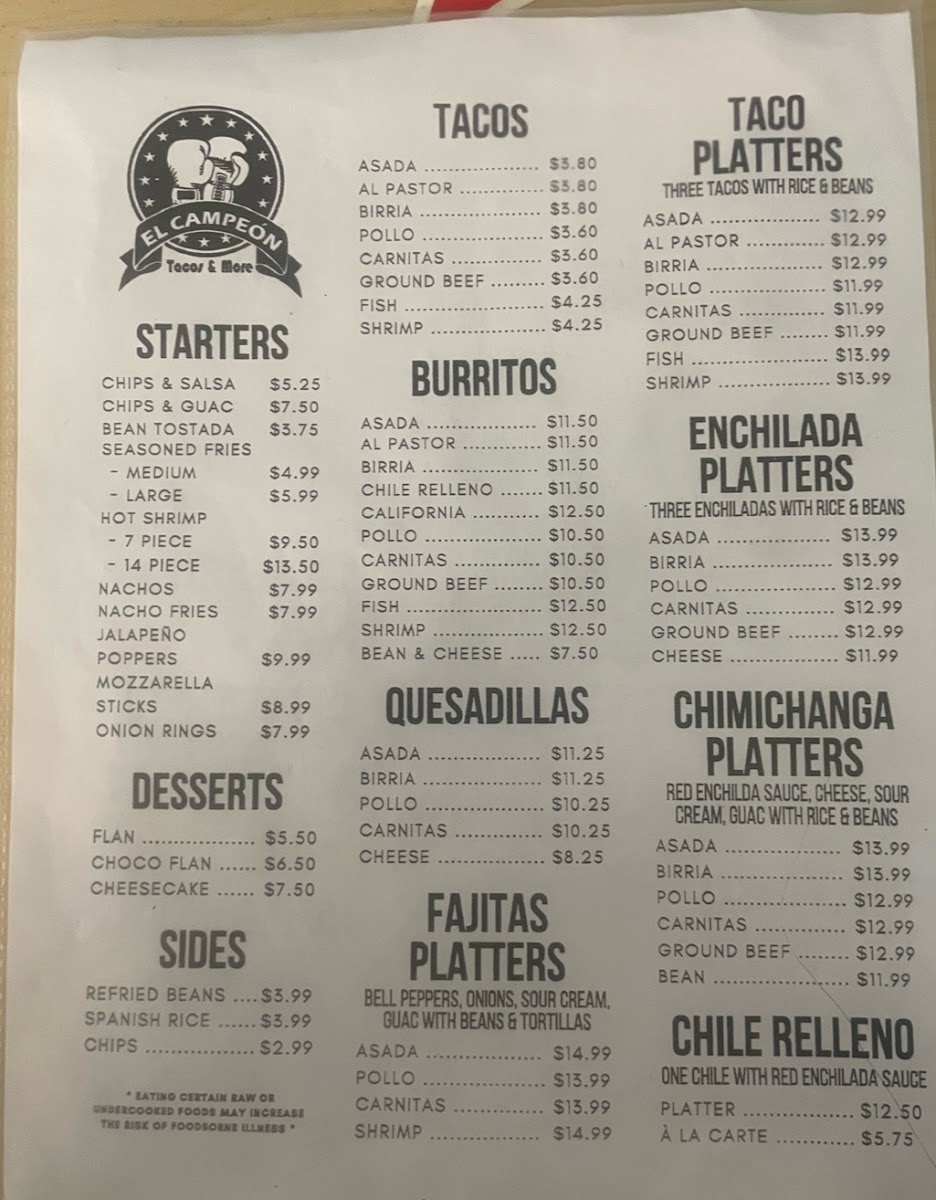 EL CAMPEÓN
Tacos & More
STARTERS
CHIPS & SALSA $5.25
CHIPS & GUAC $7.50
BEAN TOSTADA $3.75
SEASONED FRIES
- MEDIUM $4.99
- LARGE $5.99
HOT SHRIMP
- 7 PIECE $9.50
- 14 PIECE $13.50
NACHOS $7.99
NACHO FRIES $7.99
JALAPEÑO
POPPERS $9.99
MOZZARELLA
STICKS $8.99
ONION RINGS $7.99
DESSERTS
FLAN ................. $5.50
CHOCO FLAN ....... $6.50
CHEESECAKE ...... $7.50
SIDES
REFRIED BEANS .... $3.99
SPANISH RICE ...... $3.99
CHIPS ................. $2.99
* EATING CERTAIN RAW OR
UNDERCOOKED FOODS MAY INCREASE
THE RISK OF FOODBORNE ILLNESS *
TACOS
ASADA ................... $3.80
AL PASTOR .............. $3.80
BIRRIA .................... $3.80
POLLO .................... $3.60
CARNITAS ............... $3.60
GROUND BEEF ......... $3.60
FISH ........................ $4.25
SHRIMP ................... $4.25
BURRITOS
ASADA .................. $11.50
AL PASTOR ............. $11.50
BIRRIA ................... $11.50
CHILE RELLENO ....... $11.50
CALIFORNIA ........... $12.50
POLLO ................... $10.50
CARNITAS .............. $10.50
GROUND BEEF ........ $10.50
FISH ....................... $12.50
SHRIMP .................. $12.50
BEAN & CHEESE ..... $7.50
QUESADILLAS
ASADA ................... $11.25
BIRRIA .................... $11.25
POLLO .................... $10.25
CARNITAS ............... $10.25
CHEESE .................. $8.25
FAJITAS
PLATTERS
BELL PEPPERS, ONIONS, SOUR CREAM,
GUAC WITH BEANS & TORTILLAS
ASADA ................... $14.99
POLLO .................... $13.99
CARNITAS ............... $13.99
SHRIMP .................. $14.99
TACO
PLATTERS
THREE TACOS WITH RICE & BEANS
ASADA .................. $12.99
AL PASTOR ............. $12.99
BIRRIA ................... $12.99
POLLO ................... $11.99
CARNITAS .............. $11.99
GROUND BEEF ........ $11.99
FISH ....................... $13.99
SHRIMP .................. $13.99
ENCHILADA
PLATTERS
THREE ENCHILADAS WITH RICE & BEANS
ASADA ................... $13.99
BIRRIA .................... $13.99
POLLO .................... $12.99
CARNITAS ............... $12.99
GROUND BEEF ........ $12.99
CHEESE .................. $11.99
CHIMICHANGA
PLATTERS
RED ENCHILDA SAUCE, CHEESE, SOUR
CREAM, GUAC WITH RICE & BEANS
ASADA ................... $13.99
BIRRIA .................... $13.99
POLLO .................... $12.99
CARNITAS ............... $12.99
GROUND BEEF ........ $12.99
BEAN ..................... $11.99
CHILE RELLENO
ONE CHILE WITH RED ENCHILADA SAUCE
PLATTER ................. $12.50
À LA CARTE ............ $5.75